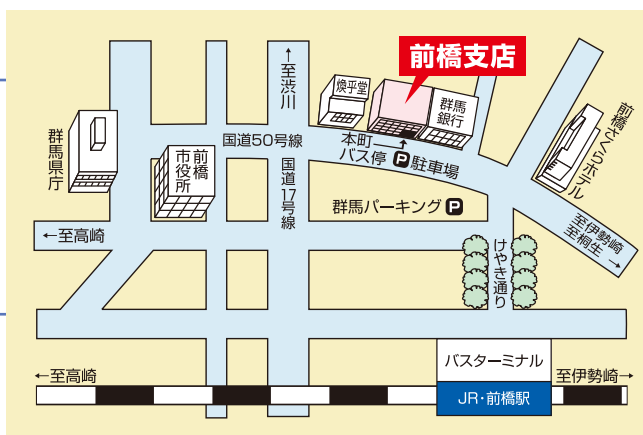 前橋支店
↑至渋川
煥乎堂
群馬
銀行
前橋さくらホテル
群馬県庁
国道50号線
本町
バス停
P駐車場
前橋
市役所
国道17号線
群馬パーキングP
←至高崎
至伊勢崎
至桐生→
けやき通り
バスターミナル
←至高崎
至伊勢崎→
JR・前橋駅